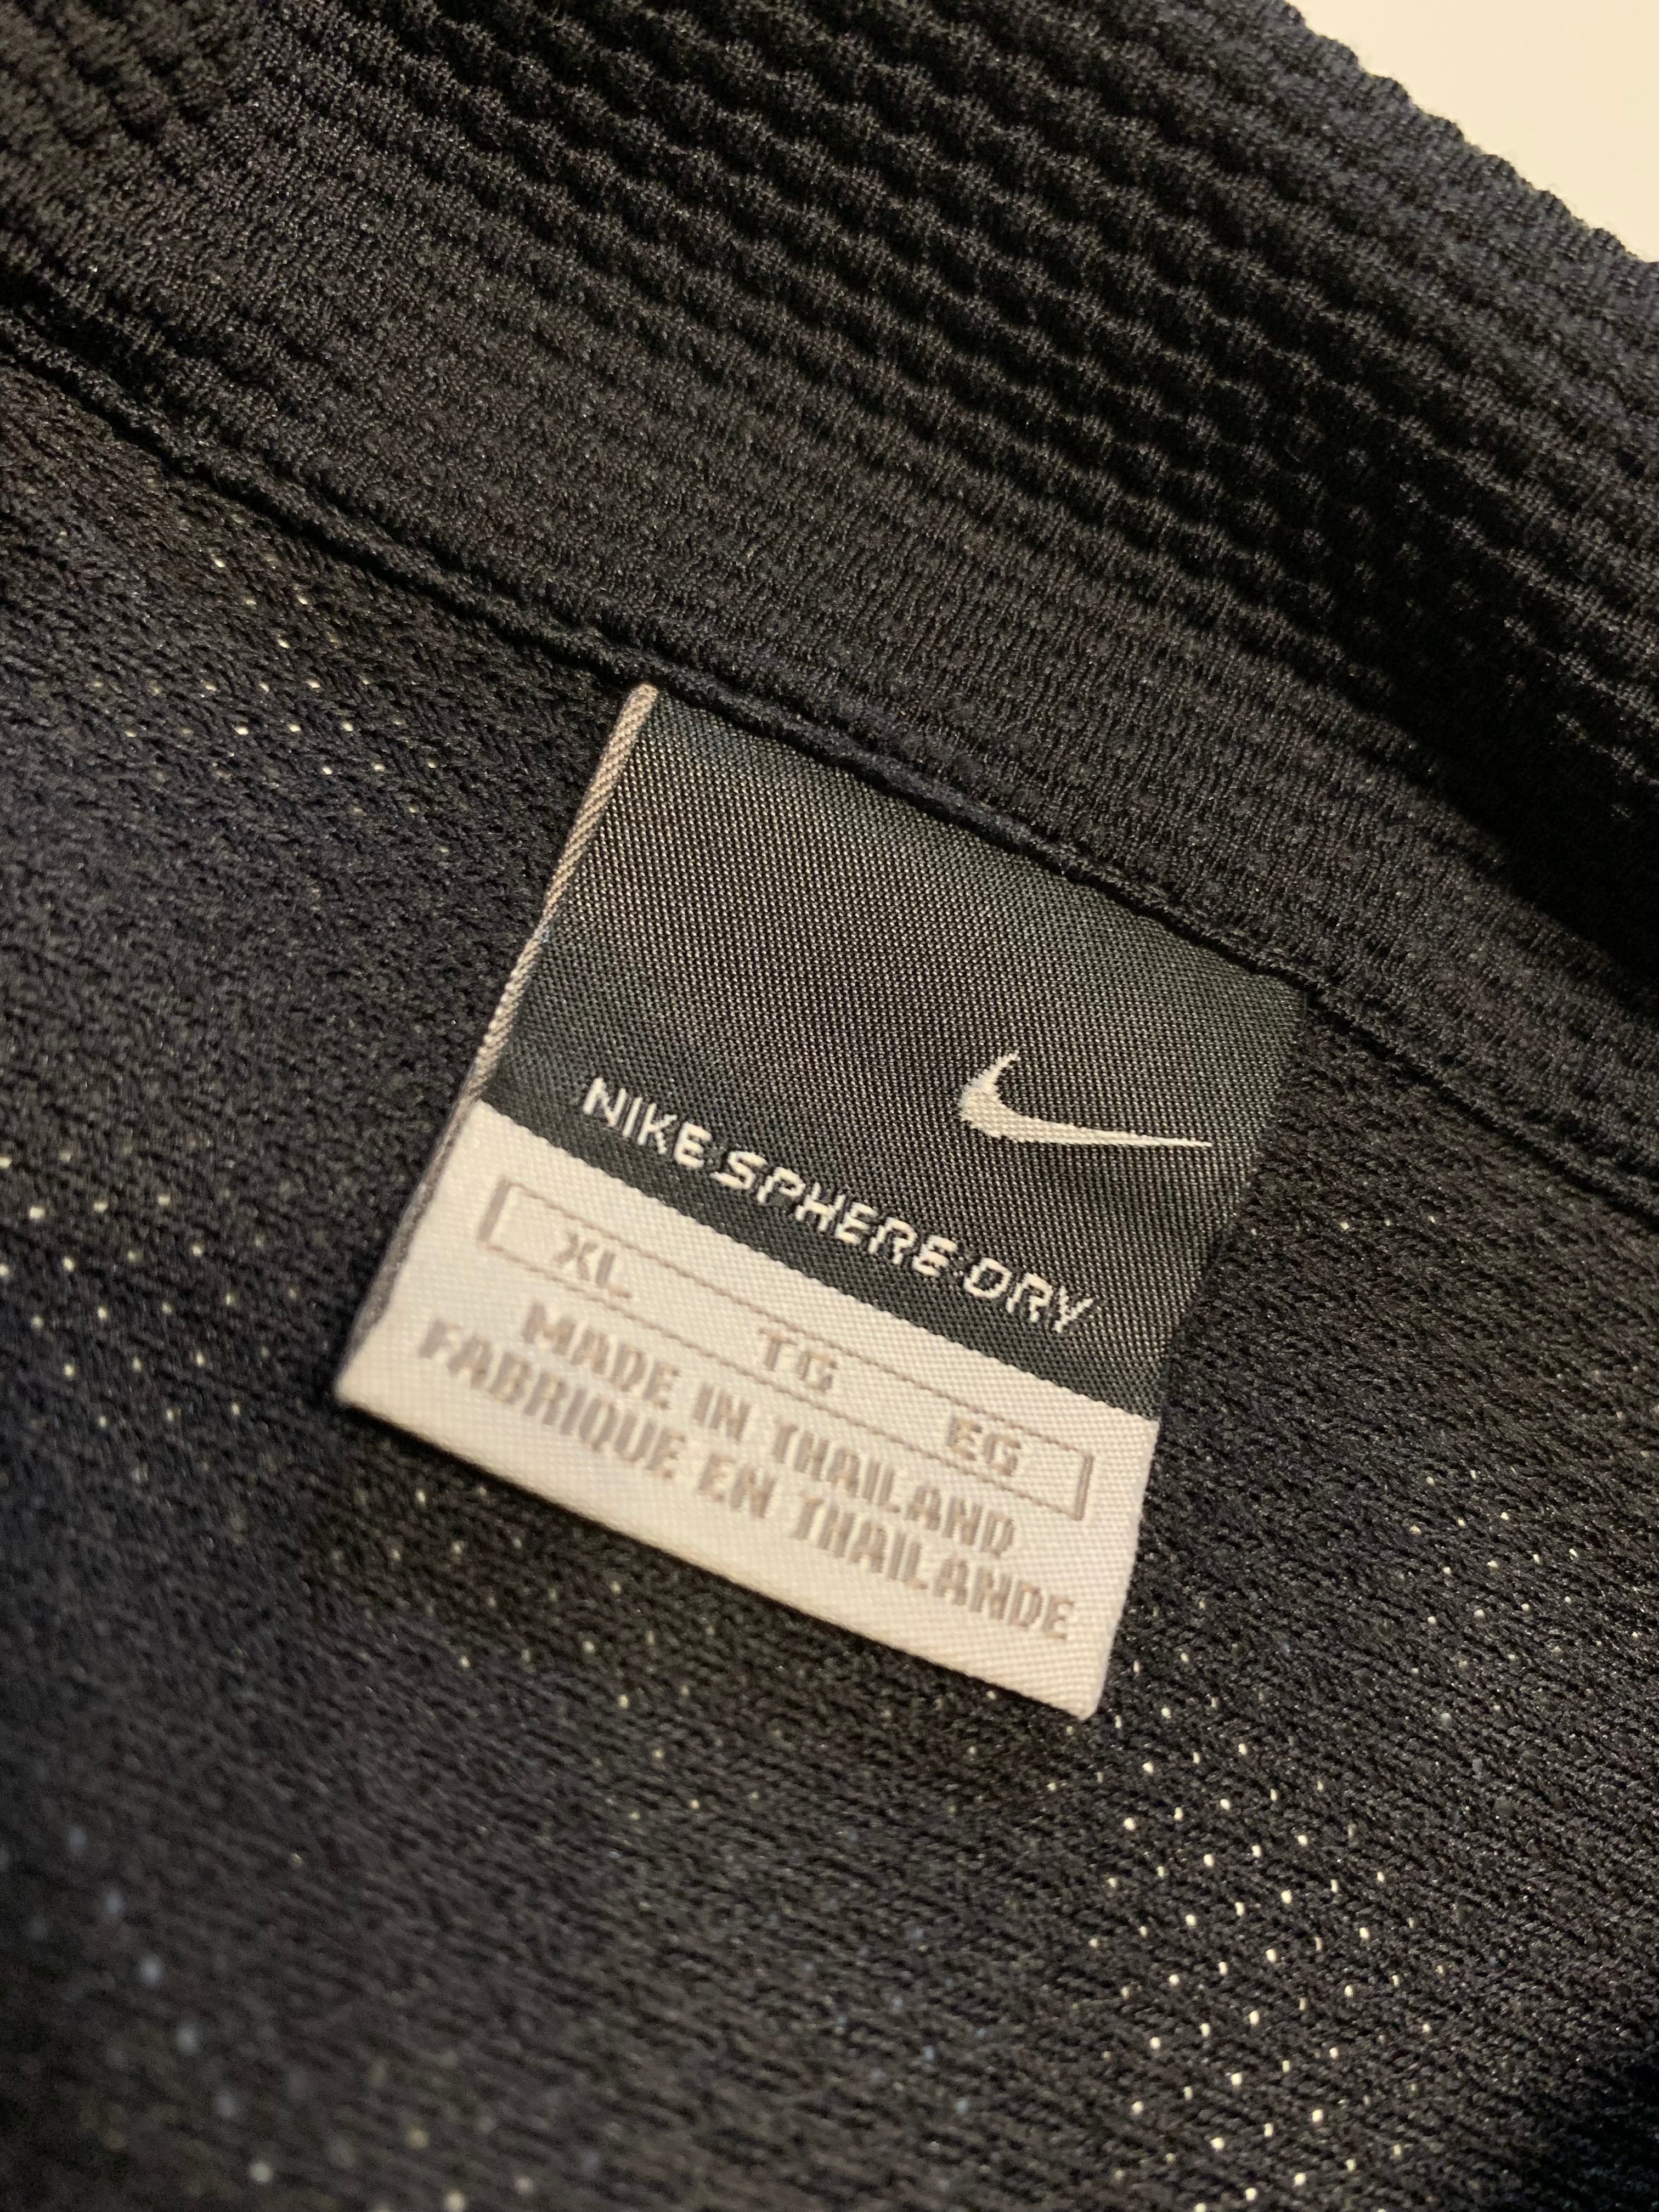 NIKE SPHERE DRY
XL TG EG
MADE IN THAILAND
FABRIQUE EN THAILANDE